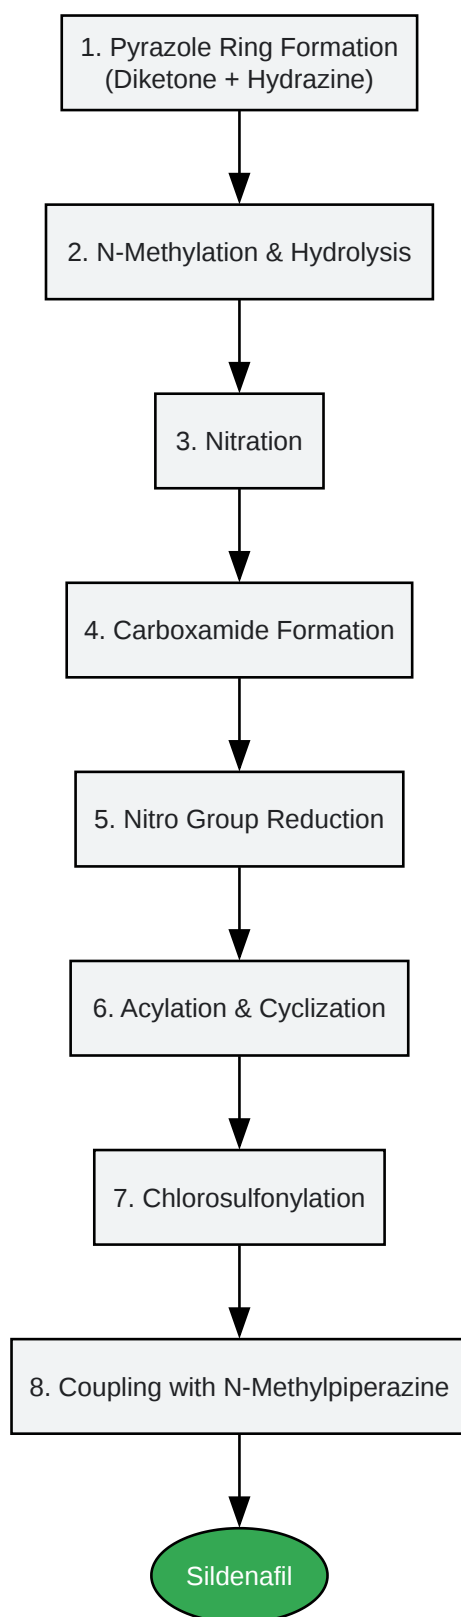 1. Pyrazole Ring Formation
(Diketone + Hydrazine)
2. N-Methylation & Hydrolysis
3. Nitration
4. Carboxamide Formation
5. Nitro Group Reduction
6. Acylation & Cyclization
7. Chlorosulfonylation
8. Coupling with N-Methylpiperazine
Sildenafil